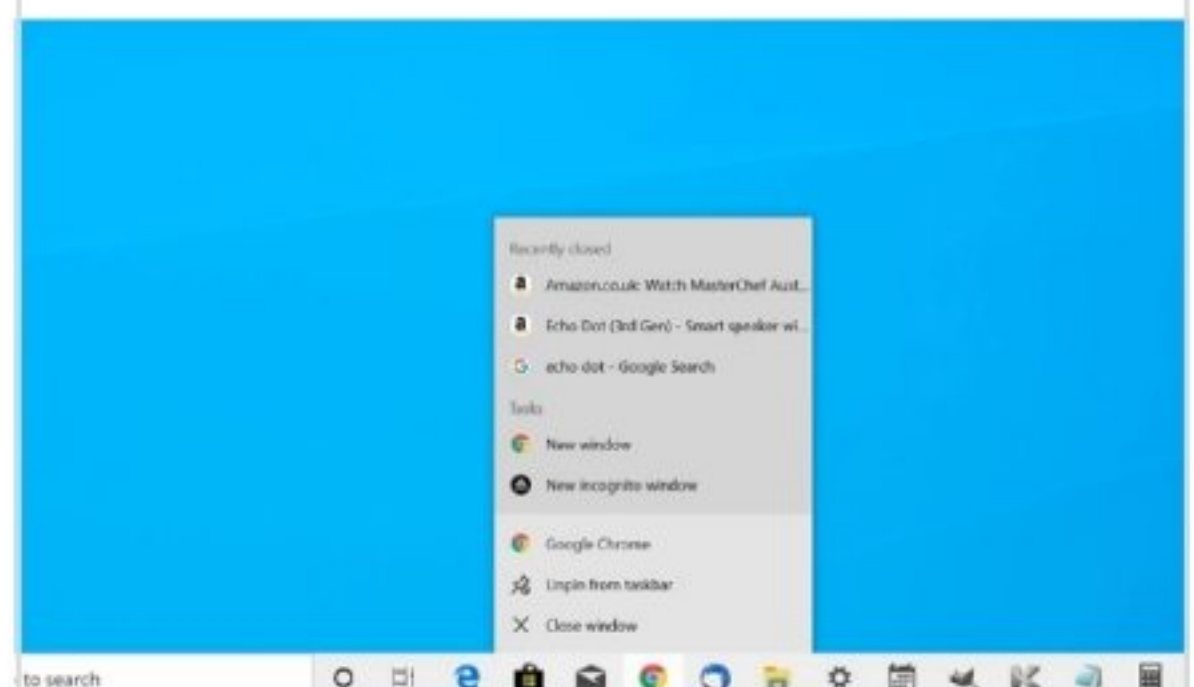 Recently closed
Amazon.co.uk: Watch MasterChef Aust...
Echo Dot (3rd Gen) - Smart speaker wi...
echo dot - Google Search
Tasks
New window
New incognito window
Google Chrome
Unpin from taskbar
Close window
to search